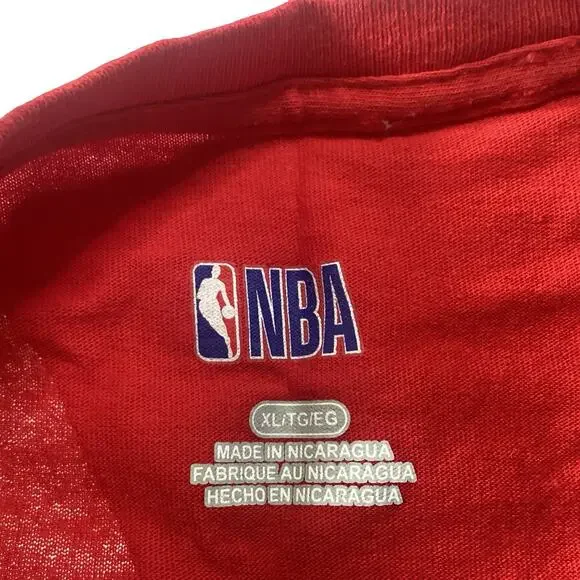 NBA
XL/TG/EG
MADE IN NICARAGUA
FABRIQUE AU NICARAGUA
HECHO EN NICARAGUA